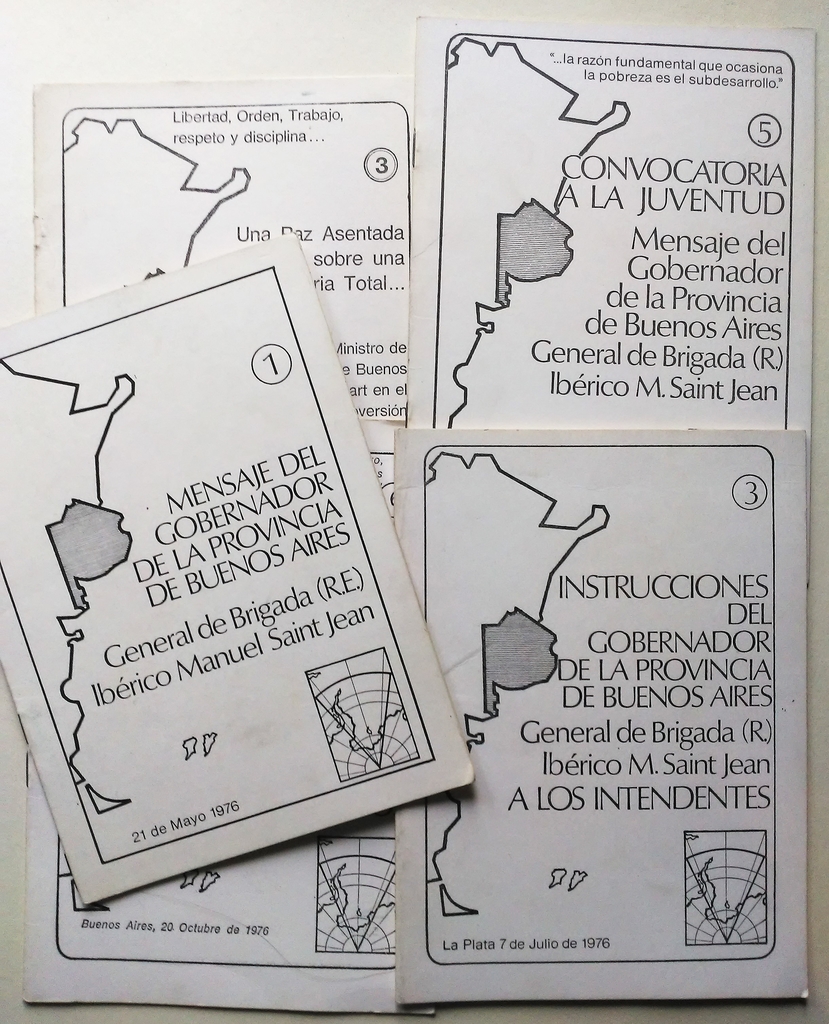 Libertad, Orden, Trabajo,
respeto y disciplina...
3
Una Paz Asentada
sobre una
ria Total...
Ministro de
e Buenos
art en el
versión
Buenos Aires, 20 Octubre de 1976
"...la razón fundamental que ocasiona
la pobreza es el subdesarrollo."
5
CONVOCATORIA
A LA JUVENTUD
Mensaje del
Gobernador
de la Provincia
de Buenos Aires
General de Brigada (R.)
Ibérico M. Saint Jean
1
MENSAJE DEL
GOBERNADOR
DE LA PROVINCIA
DE BUENOS AIRES
General de Brigada (R.E.)
Ibérico Manuel Saint Jean
21 de Mayo 1976
3
INSTRUCCIONES
DEL
GOBERNADOR
DE LA PROVINCIA
DE BUENOS AIRES
General de Brigada (R.)
Ibérico M. Saint Jean
A LOS INTENDENTES
La Plata 7 de Julio de 1976